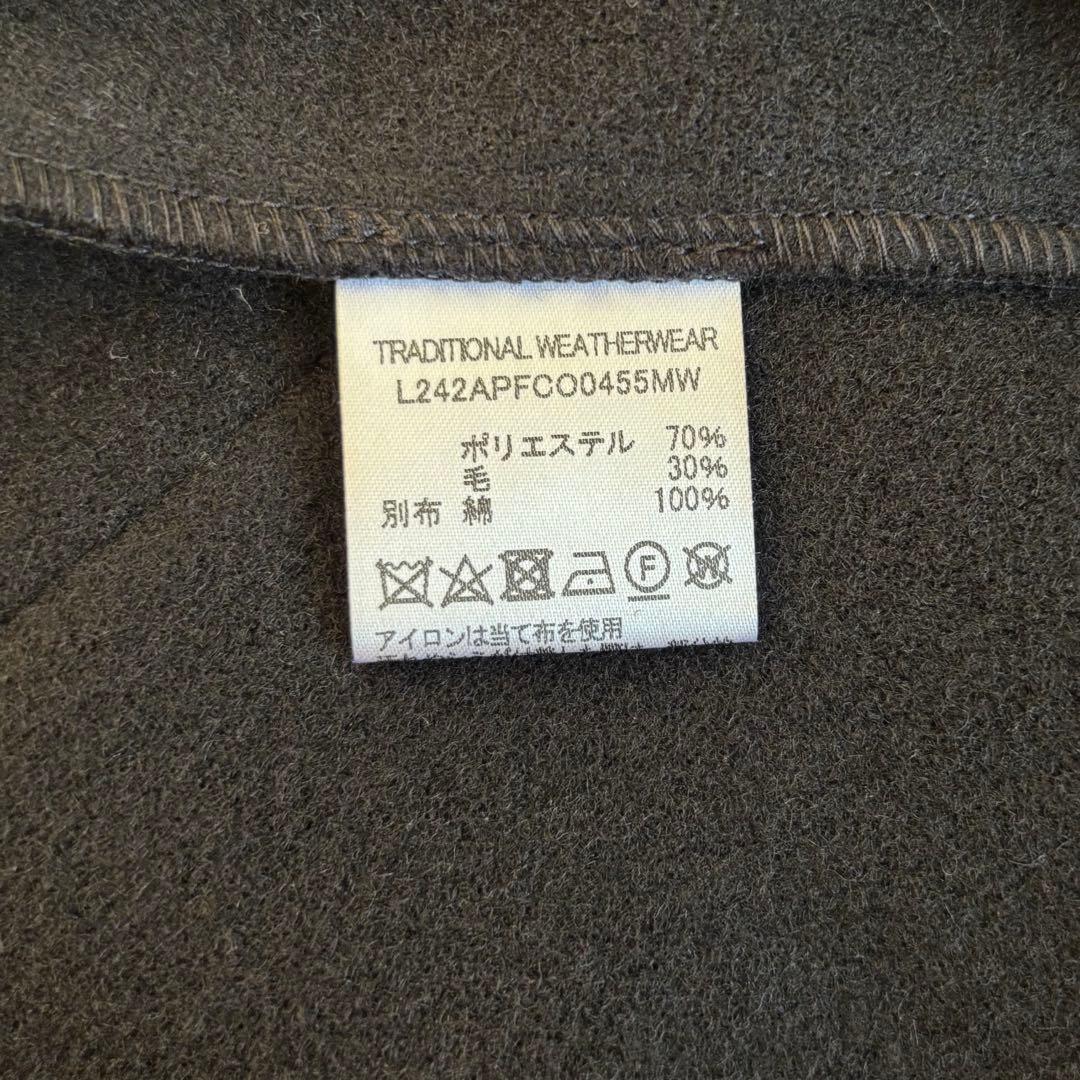 TRADITIONAL WEATHERWEAR
L242APFCO0455MW
ポリエステル 70%
毛 30%
別布 綿 100%
F W
アイロンは当て布を使用